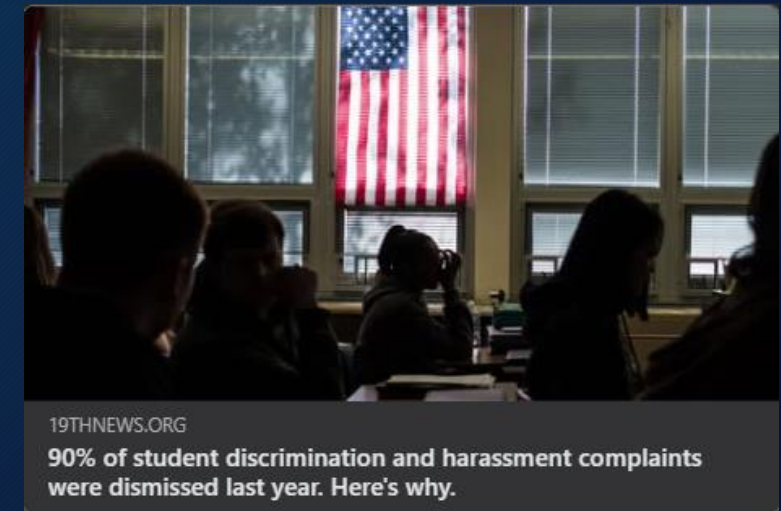 19THNEWS.ORG
90% of student discrimination and harassment complaints
were dismissed last year. Here's why.